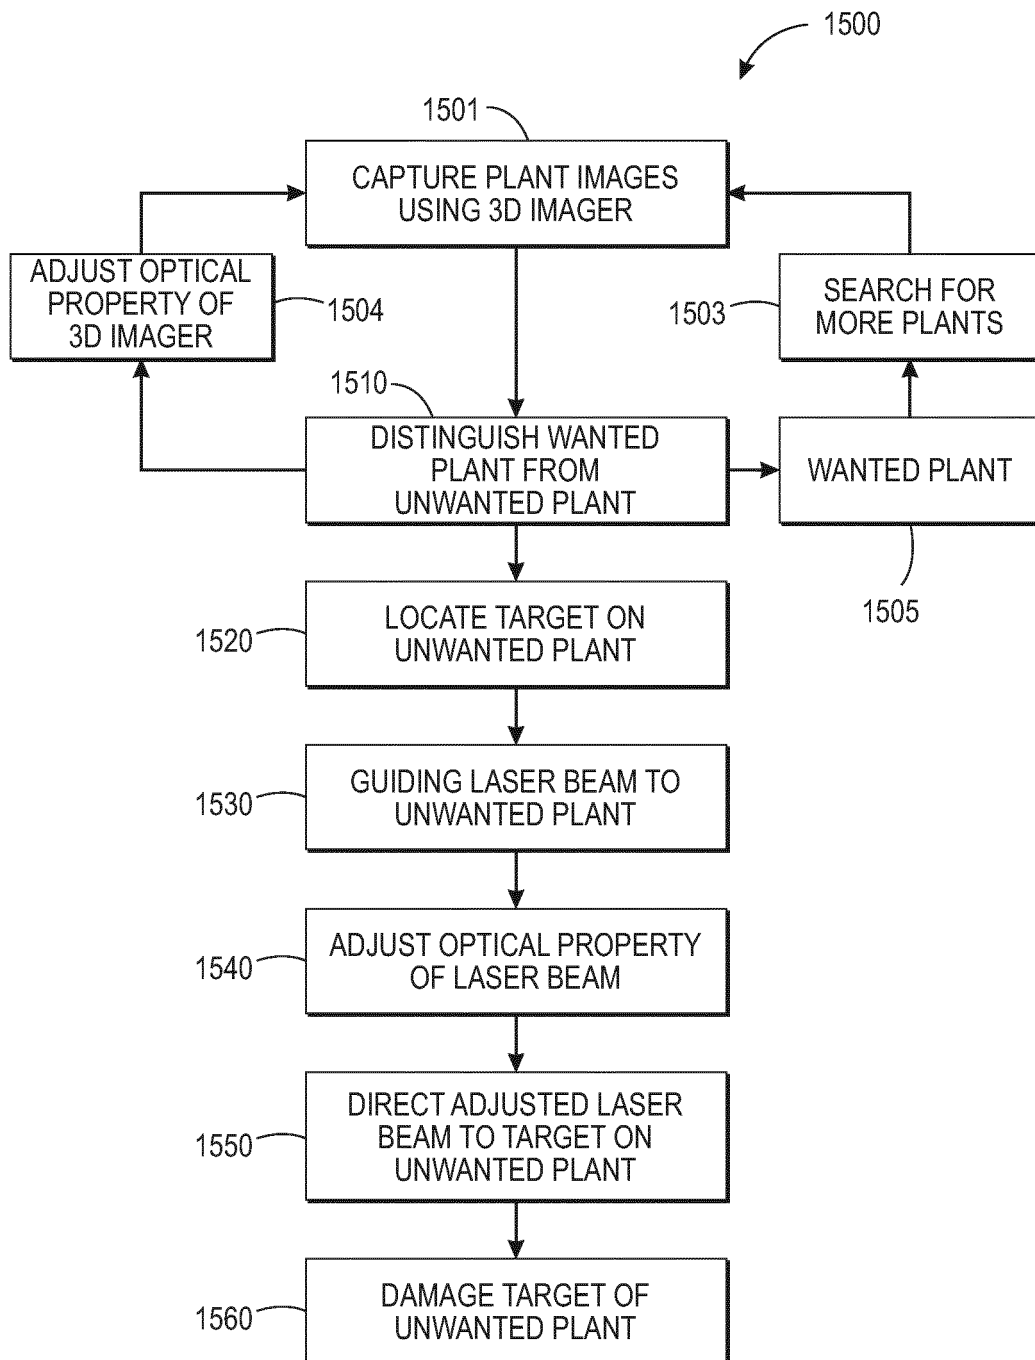 1500
1501
CAPTURE PLANT IMAGES
USING 3D IMAGER
ADJUST OPTICAL
PROPERTY OF
3D IMAGER
1504
1503
SEARCH FOR
MORE PLANTS
1510
DISTINGUISH WANTED
PLANT FROM
UNWANTED PLANT
WANTED PLANT
1505
1520
LOCATE TARGET ON
UNWANTED PLANT
1530
GUIDING LASER BEAM TO
UNWANTED PLANT
1540
ADJUST OPTICAL PROPERTY
OF LASER BEAM
1550
DIRECT ADJUSTED LASER
BEAM TO TARGET ON
UNWANTED PLANT
1560
DAMAGE TARGET OF
UNWANTED PLANT